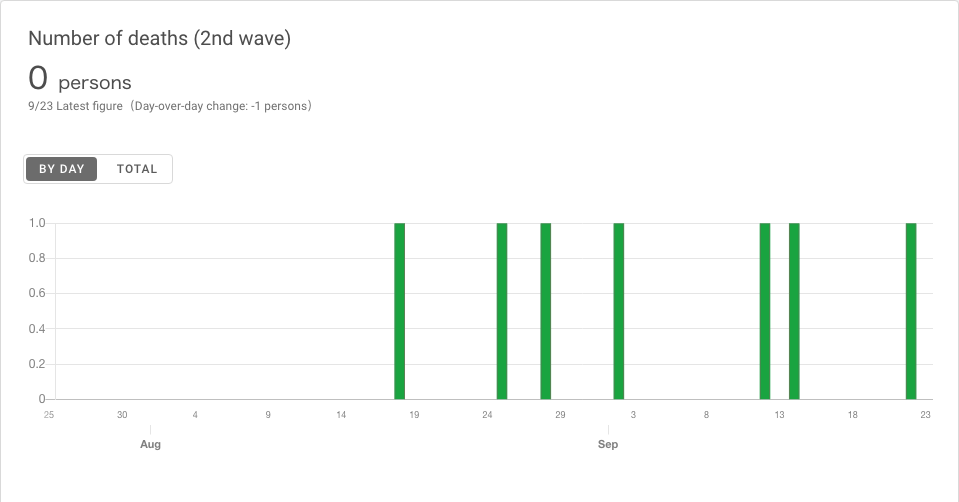 Number of deaths (2nd wave)
0 persons
9/23 Latest figure（Day-over-day change: -1 persons）
BY DAY TOTAL
1.0
0.8
0.6
0.4
0.2
0
25 30 4 9 14 19 24 29 3 8 13 18 23
Aug Sep